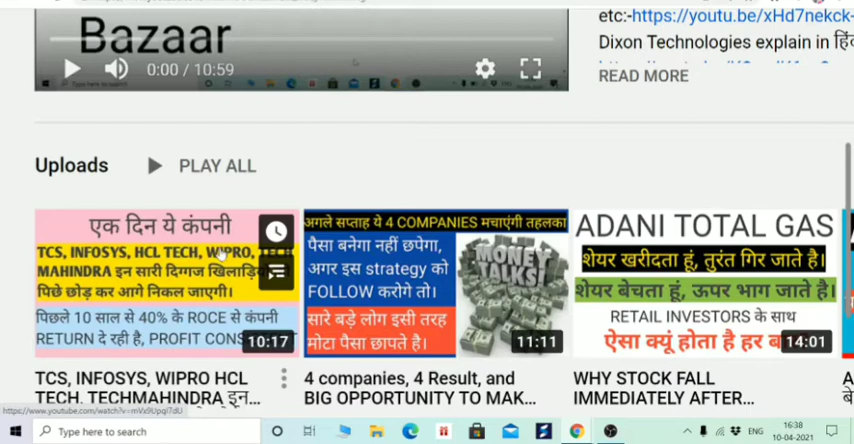 Bazaar
0:00 / 10:59
etc:-https://youtu.be/xHd7nekck-
Dixon Technologies explain in
READ MORE
Uploads
PLAY ALL
एक दिन ये कंपनी
TCS, INFOSYS, HCL TECH, WIPRO, TECH
MAHINDRA इन सारी दिग्गज
पिछे छोड़ कर आगे निकल जाएगी।
पिछले 10 साल से 40% के ROCE से कंपनी
RETURN दे रही है, PROFIT
10:17
TCS, INFOSYS, WIPRO HCL
TECH, TECHMAHINDRA इन...
अगले सप्ताह ये 4 COMPANIES मचाएंगी तहलका
पैसा बनेगा नहीं छपेगा,
अगर इस strategy को
FOLLOW करोगे तो।
सारे बड़े लोग इसी तरह
मोटा पैसा छापते है।
MONEY
TALKS!
11:11
4 companies, 4 Result, and
BIG OPPORTUNITY TO MAK...
ADANI TOTAL GAS
शेयर खरीदता हूं, तुरंत गिर जाते है।
शेयर बेचता हूं, ऊपर भाग जाते है।
RETAIL INVESTORS के साथ
ऐसा क्यूं होता है हर
14:01
WHY STOCK FALL
IMMEDIATELY AFTER...
https://www.youtube.com/watch?v=mVx9UpqI7dU
Type here to search
ENG
16:38
10-04-2021